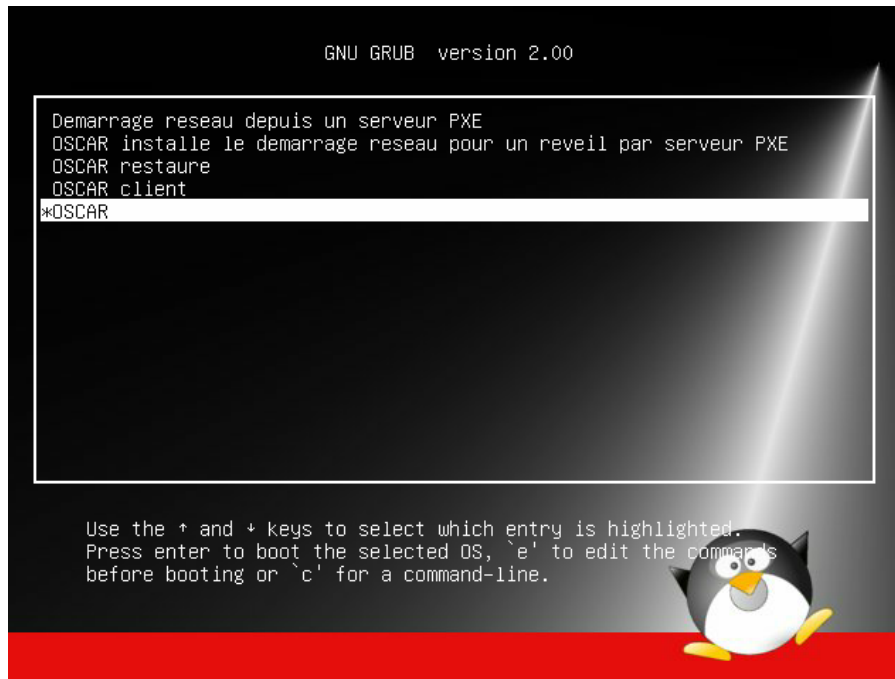 GNU GRUB  version 2.00
Demarrage reseau depuis un serveur PXE
OSCAR installe le demarrage reseau pour un reveil par serveur PXE
OSCAR restaure
OSCAR client
*OSCAR
Use the ↑ and ↓ keys to select which entry is highlighted.
Press enter to boot the selected OS, `e' to edit the commands
before booting or `c' for a command-line.